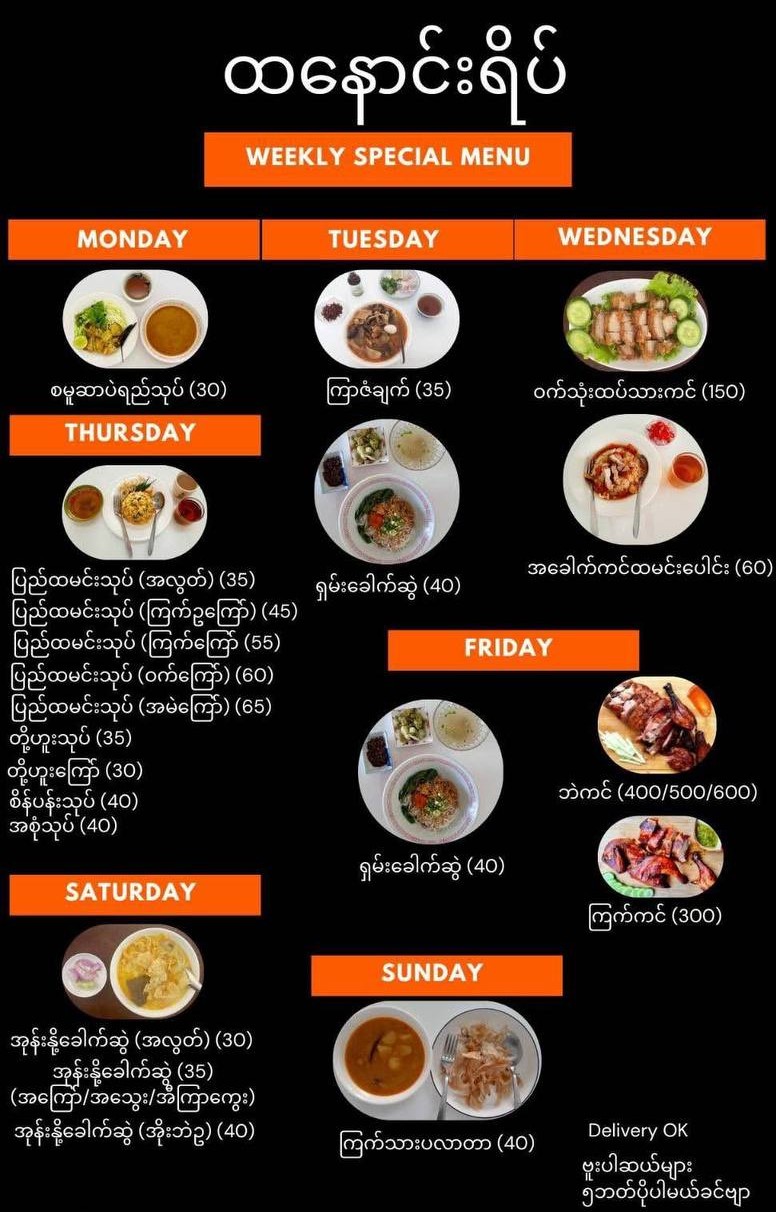 ထနောင်းရိပ်
WEEKLY SPECIAL MENU
MONDAY
စမူဆာပဲရည်သုပ် (30)
TUESDAY
ကြာဇံချက် (35)
ရှမ်းခေါက်ဆွဲ (40)
WEDNESDAY
ဝက်သုံးထပ်သားကင် (150)
အခေါက်ကင်ထမင်းပေါင်း (60)
THURSDAY
ပြည်ထမင်းသုပ် (အလွတ်) (35)
ပြည်ထမင်းသုပ် (ကြက်ဥကြော်) (45)
ပြည်ထမင်းသုပ် (ကြက်ကြော် (55)
ပြည်ထမင်းသုပ် (ဝက်ကြော်) (60)
ပြည်ထမင်းသုပ် (အမဲကြော်) (65)
တို့ဟူးသုပ် (35)
တို့ဟူးကြော် (30)
စိန်ပန်းသုပ် (40)
အစုံသုပ် (40)
FRIDAY
ရှမ်းခေါက်ဆွဲ (40)
ဘဲကင် (400/500/600)
ကြက်ကင် (300)
SATURDAY
အုန်းနို့ခေါက်ဆွဲ (အလွတ်) (30)
အုန်းနို့ခေါက်ဆွဲ (35)
(အကြော်/အသွေး/အီကြာကွေး)
အုန်းနို့ခေါက်ဆွဲ (အိုးဘဲဥ) (40)
SUNDAY
ကြက်သားပလာတာ (40)
Delivery OK
ဗူးပါဆယ်များ
၅ဘတ်ပိုပါမယ်ခင်ဗျာ